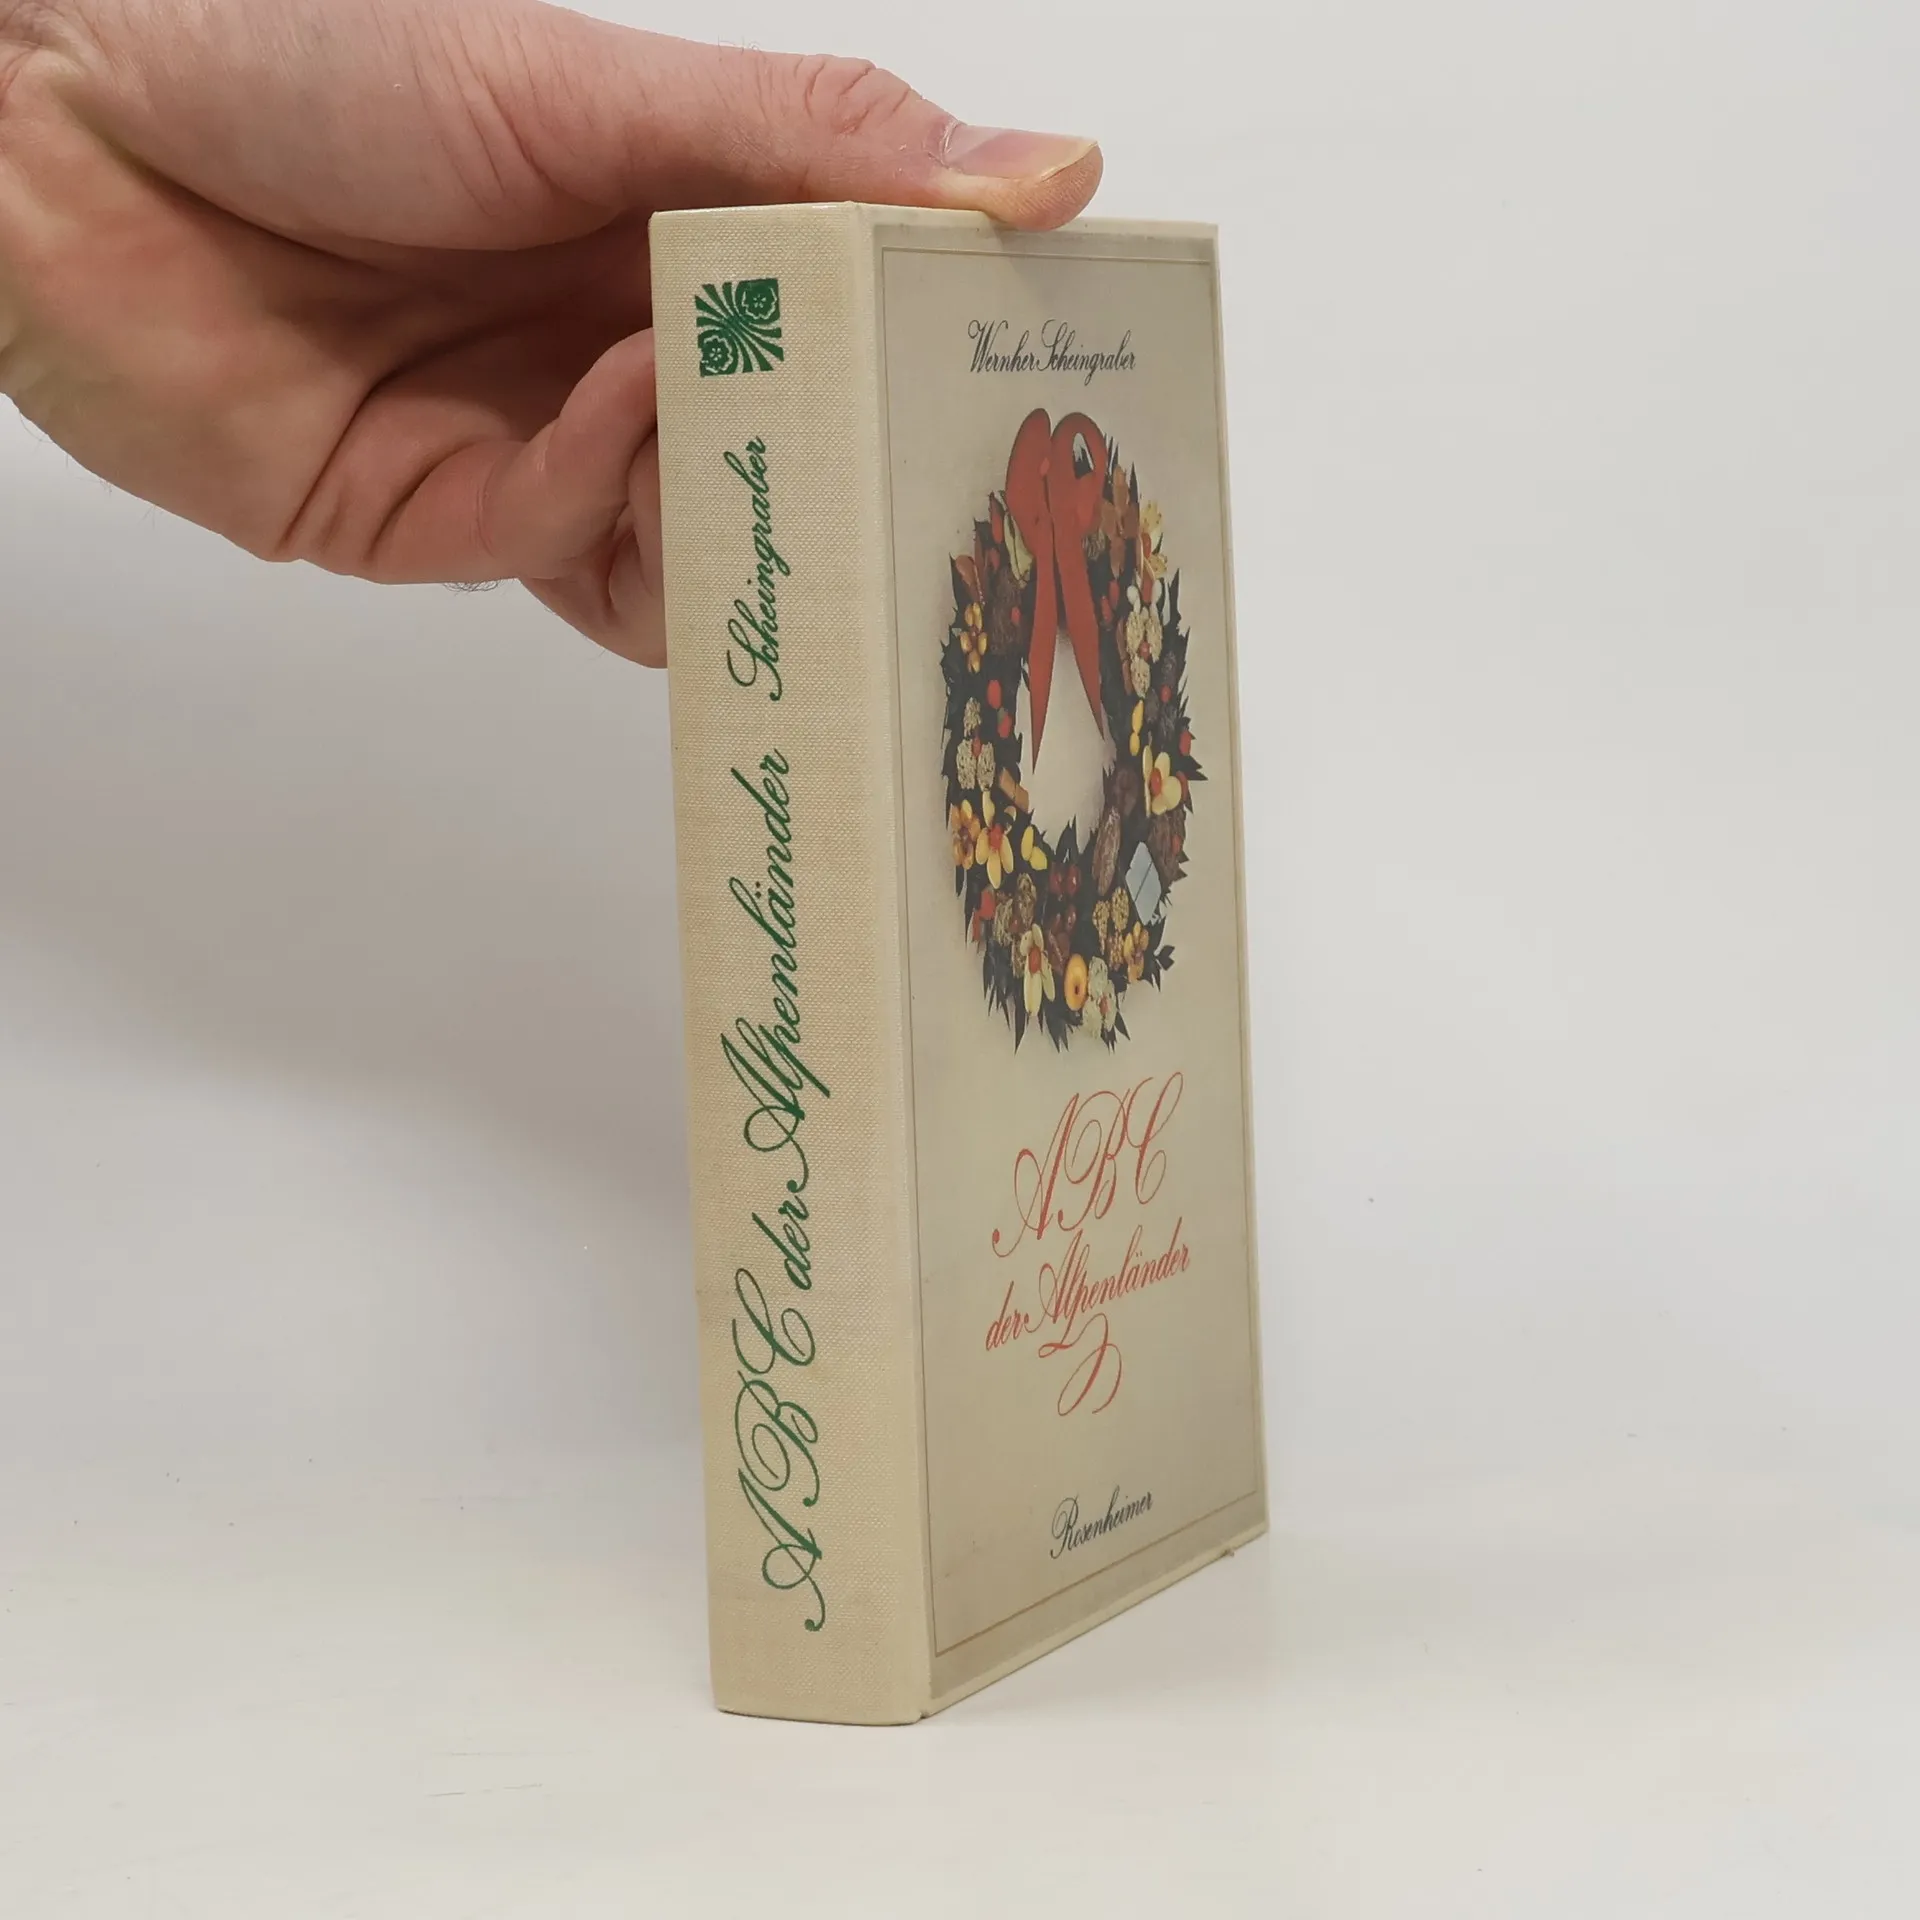 ABC der Alpenländer Scheingraber
Wernher Scheingraber
ABC
der Alpenländer
Rosenheimer